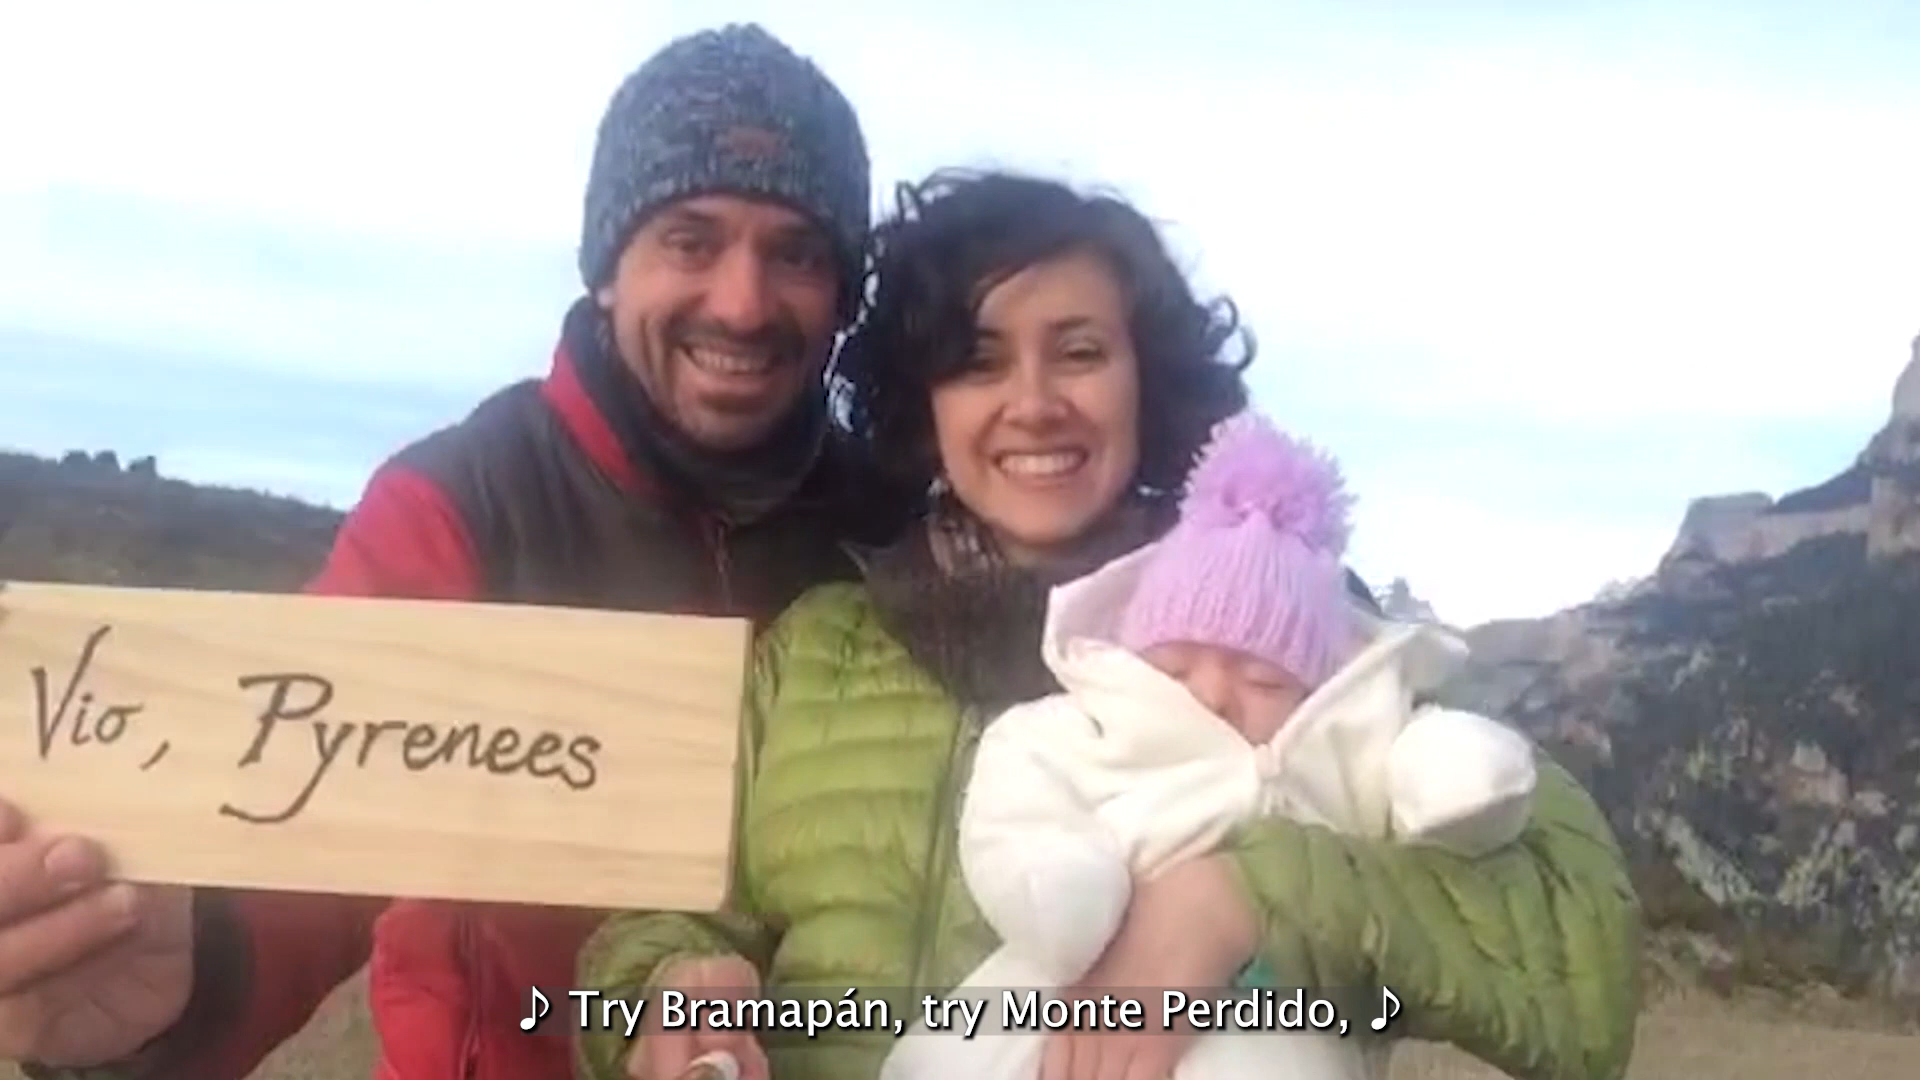 Vio, Pyrenees
♪ Try Bramapán, try Monte Perdido, ♪